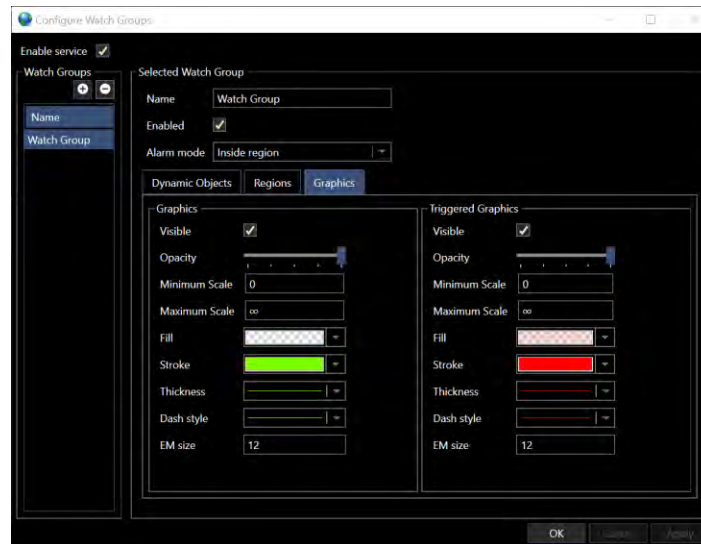 Configure Watch Groups
Enable service
Watch Groups
Name
Watch Group
Selected Watch Group
Name Watch Group
Enabled
Alarm mode Inside region
Dynamic Objects Regions Graphics
Graphics
Visible
Opacity
Minimum Scale 0
Maximum Scale ∞
Fill
Stroke
Thickness
Dash style
EM size 12
Triggered Graphics
Visible
Opacity
Minimum Scale 0
Maximum Scale ∞
Fill
Stroke
Thickness
Dash style
EM size 12
OK Apply